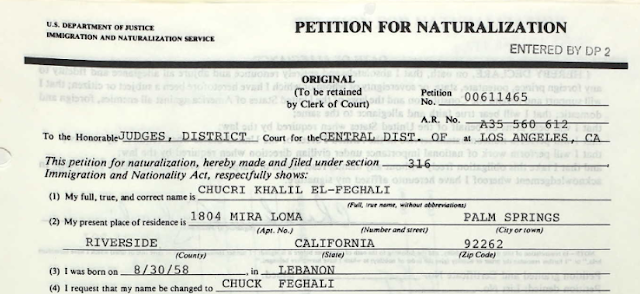 U.S. DEPARTMENT OF JUSTICE
IMMIGRATION AND NATURALIZATION SERVICE
PETITION FOR NATURALIZATION
ENTERED BY DP 2
ORIGINAL
(To be retained
by Clerk of Court)
Petition
No. 00611465
A.R. No. A35 560 612
To the Honorable JUDGES, DISTRICT Court for the CENTRAL DIST. OF at LOS ANGELES, CA
This petition for naturalization, hereby made and filed under section 316
Immigration and Nationality Act, respectfully shows:
(1) My full, true, and correct name is CHUCRI KHALIL EL-FEGHALI
(Full, true name, without abbreviations)
(2) My present place of residence is 1804 MIRA LOMA PALM SPRINGS
(Apt. No.) (Number and street) (City or town)
RIVERSIDE CALIFORNIA 92262
(County) (State) (Zip Code)
(3) I was born on 8/30/58 , in LEBANON
(4) I request that my name be changed to CHUCK FEGHALI